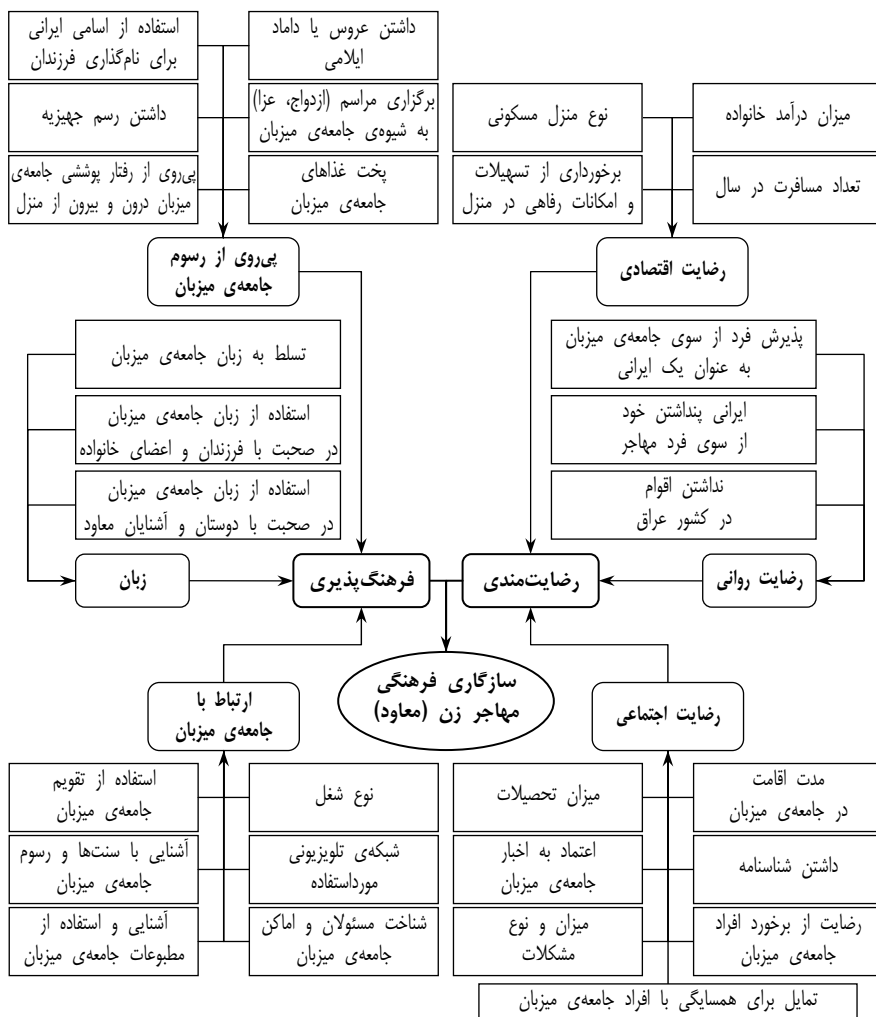 داشتن عروس یا داماد
ایلامی
استفاده از اسامی ایرانی
برای نام‌گذاری فرزندان
برگزاری مراسم (ازدواج، عزا)
به شیوه‌ی جامعه‌ی میزبان
داشتن رسم جهیزیه
پخت غذاهای
جامعه‌ی میزبان
پی‌روی از رفتار پوششی جامعه‌ی
میزبان درون و بیرون از منزل
میزان درآمد خانواده
نوع منزل مسکونی
تعداد مسافرت در سال
برخورداری از تسهیلات
و امکانات رفاهی در منزل
رضایت اقتصادی
پی‌روی از رسوم
جامعه‌ی میزبان
پذیرش فرد از سوی جامعه‌ی میزبان
به عنوان یک ایرانی
ایرانی پنداشتن خود
از سوی فرد مهاجر
نداشتن اقوام
در کشور عراق
تسلط به زبان جامعه‌ی میزبان
استفاده از زبان جامعه‌ی میزبان
در صحبت با فرزندان و اعضای خانواده
استفاده از زبان جامعه‌ی میزبان
در صحبت با دوستان و آشنایان معاود
رضایت روانی
رضایت‌مندی
فرهنگ‌پذیری
زبان
سازگاری فرهنگی
مهاجر زن (معاود)
رضایت اجتماعی
ارتباط با
جامعه‌ی میزبان
مدت اقامت
در جامعه‌ی میزبان
میزان تحصیلات
داشتن شناسنامه
اعتماد به اخبار
جامعه‌ی میزبان
رضایت از برخورد افراد
جامعه‌ی میزبان
میزان و نوع
مشکلات
تمایل برای همسایگی با افراد جامعه‌ی میزبان
نوع شغل
استفاده از تقویم
جامعه‌ی میزبان
شبکه‌ی تلویزیونی
مورداستفاده
آشنایی با سنت‌ها و رسوم
جامعه‌ی میزبان
شناخت مسئولان و اماکن
جامعه‌ی میزبان
آشنایی و استفاده از
مطبوعات جامعه‌ی میزبان